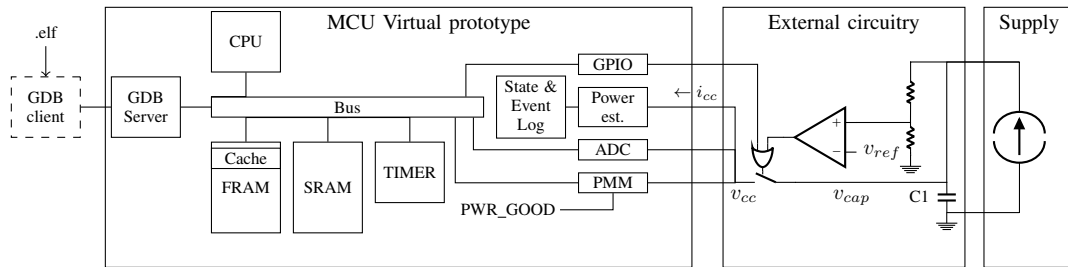 MCU Virtual prototype
External circuitry
Supply
.elf
CPU
GPIO
GDB
client
GDB
Server
State &
Event
Log
Power
est.
← i_cc
Bus
+
−
v_ref
Cache
FRAM
SRAM
TIMER
ADC
PMM
v_cc
v_cap
C1
PWR_GOOD